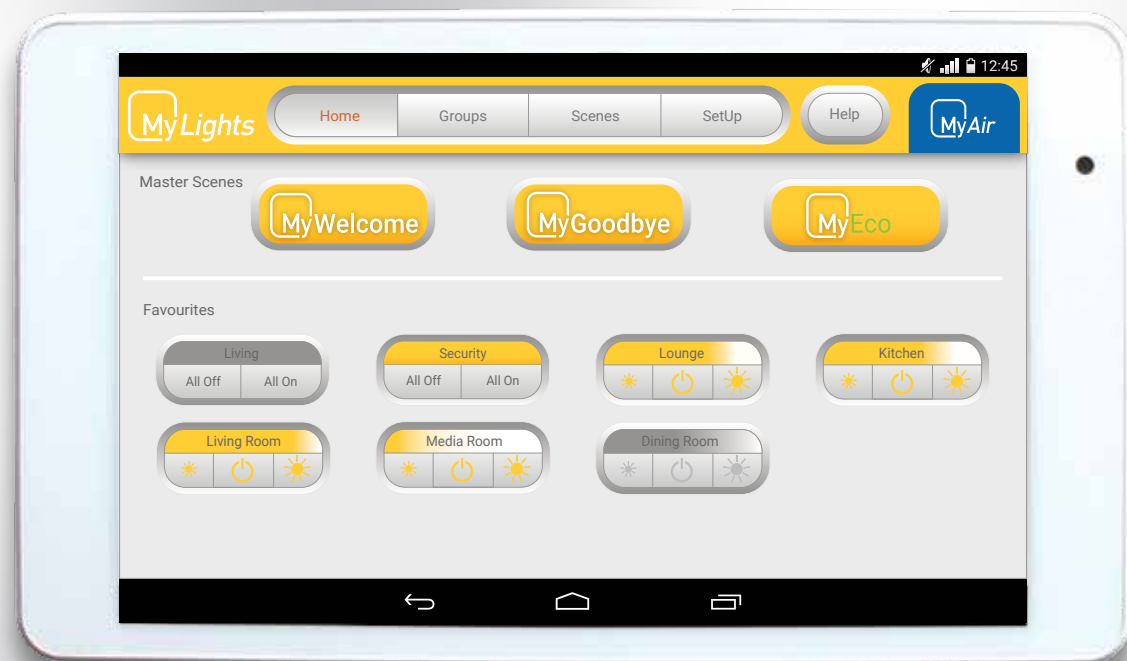 12:45
MyLights
Home
Groups
Scenes
SetUp
Help
MyAir
Master Scenes
MyWelcome
MyGoodbye
MyEco
Favourites
Living
All Off
All On
Security
All Off
All On
Lounge
Kitchen
Living Room
Media Room
Dining Room